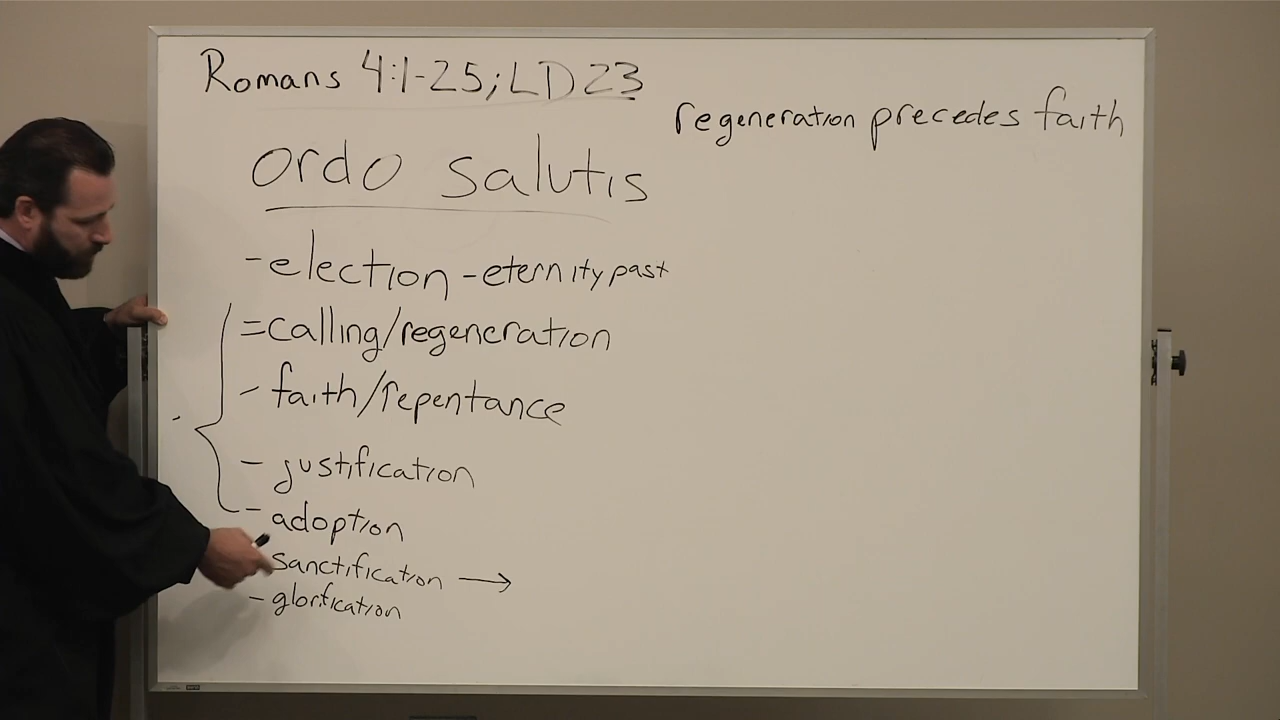 Romans 4:1-25; LD 23
regeneration precedes faith
ordo salutis
- election - eternity past
= calling/regeneration
- faith/repentance
- justification
- adoption
sanctification →
- glorification